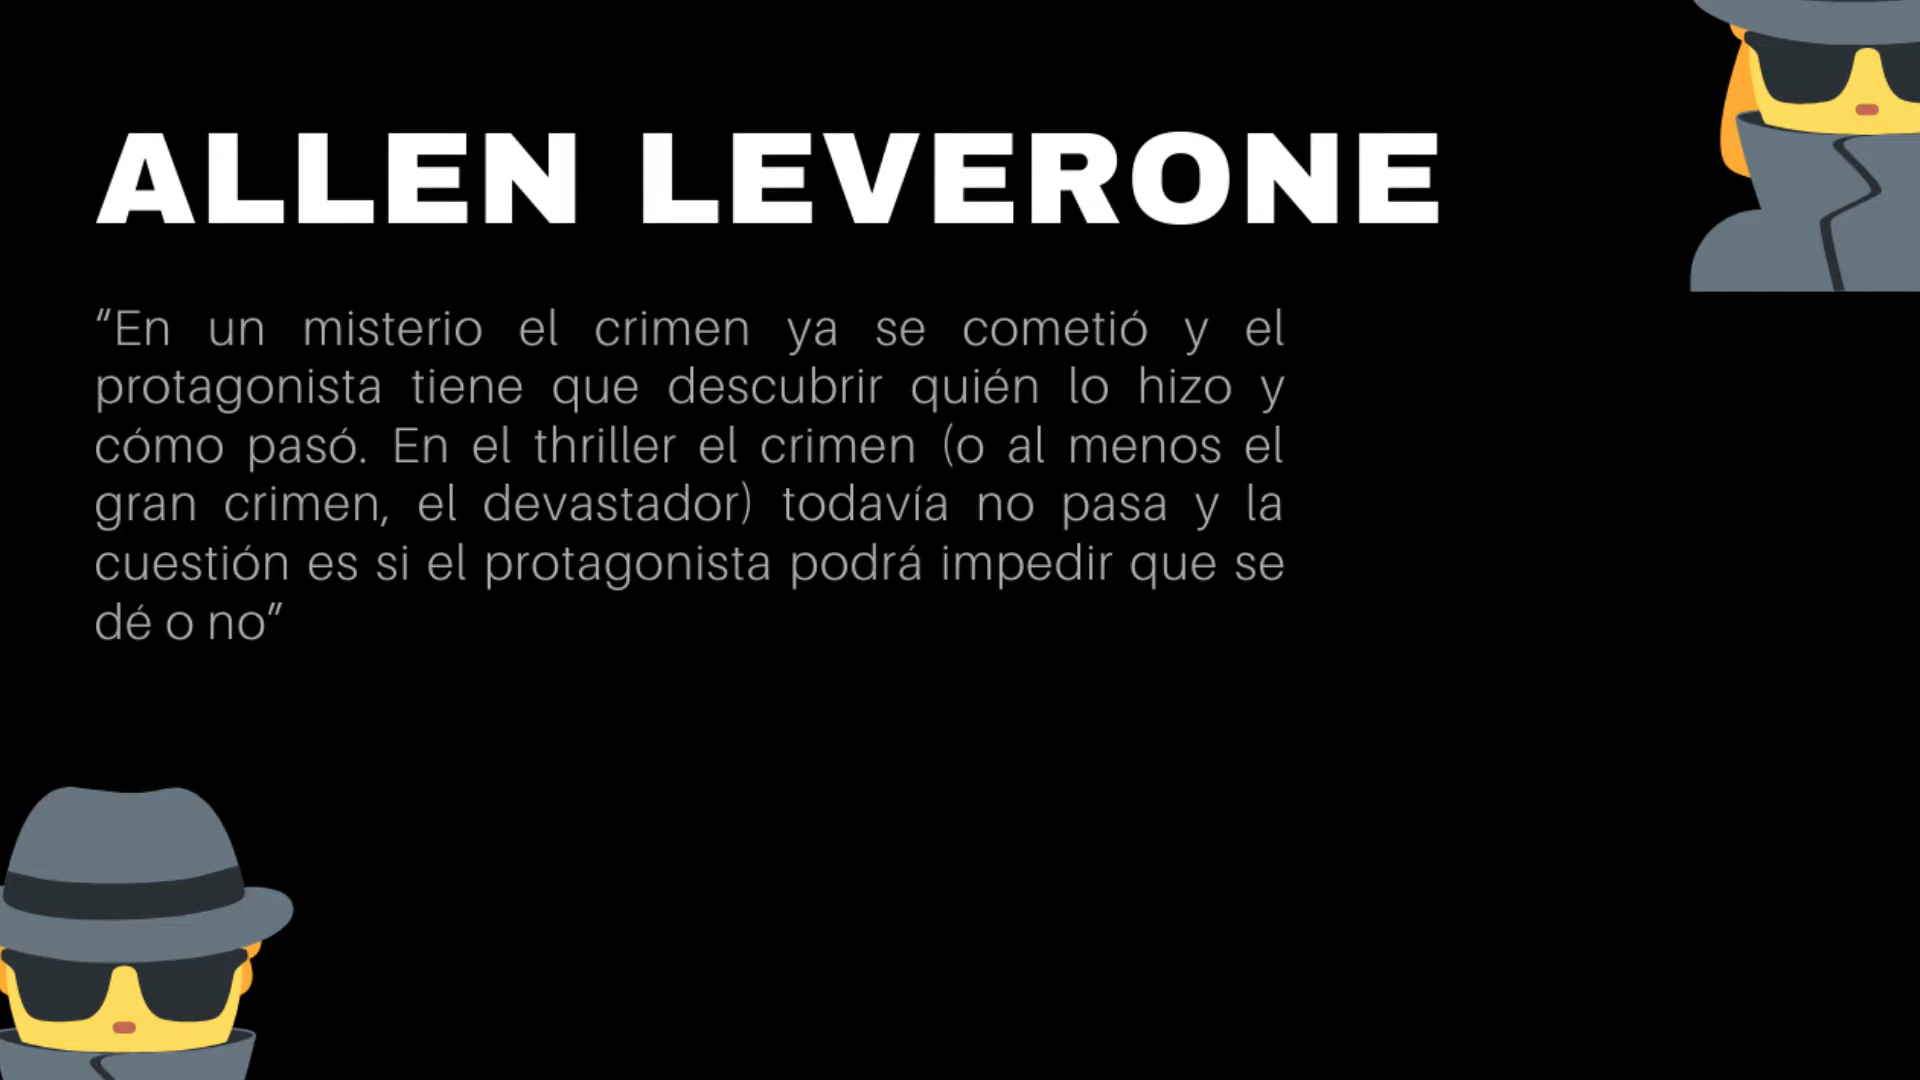 ALLEN LEVERONE
“En un misterio el crimen ya se cometió y el
protagonista tiene que descubrir quién lo hizo y
cómo pasó. En el thriller el crimen (o al menos el
gran crimen, el devastador) todavía no pasa y la
cuestión es si el protagonista podrá impedir que se
dé o no”